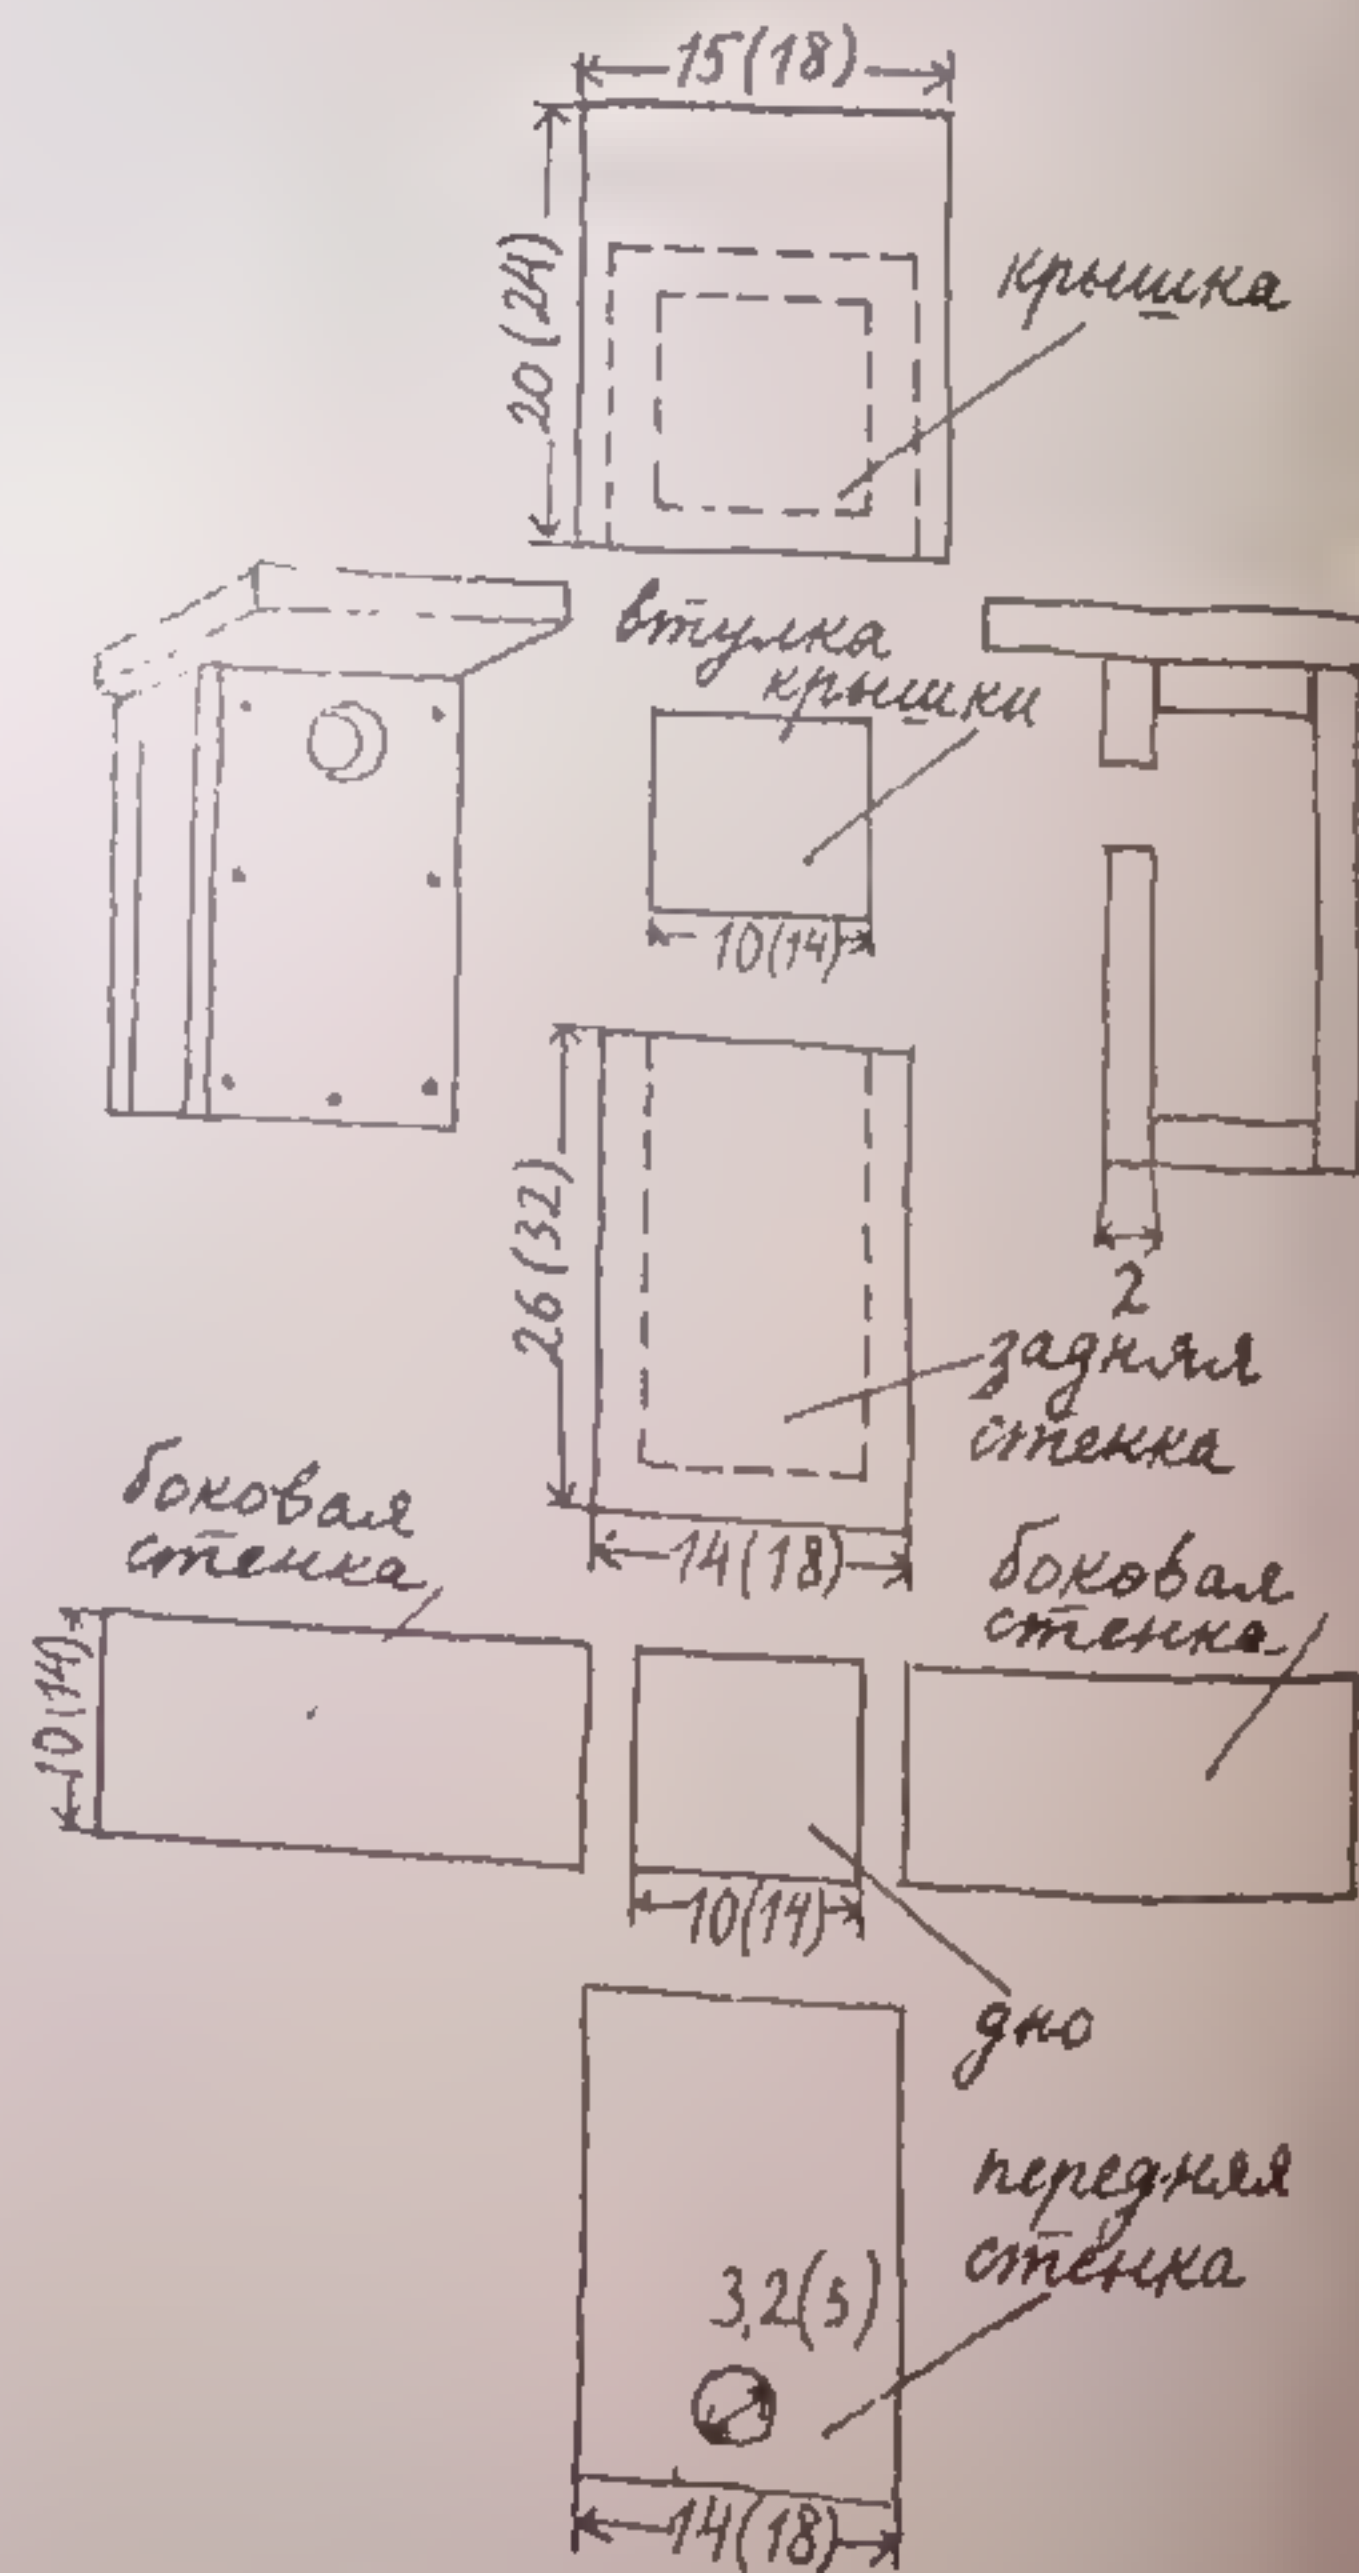 15(18)
20(24)
крышка
втулка
крышки
10(14)
26(32)
2
задняя
стенка
14(18)
боковая
стенка
боковая
стенка
10(14)
10(14)
дно
передняя
стенка
3,2(5)
14(18)